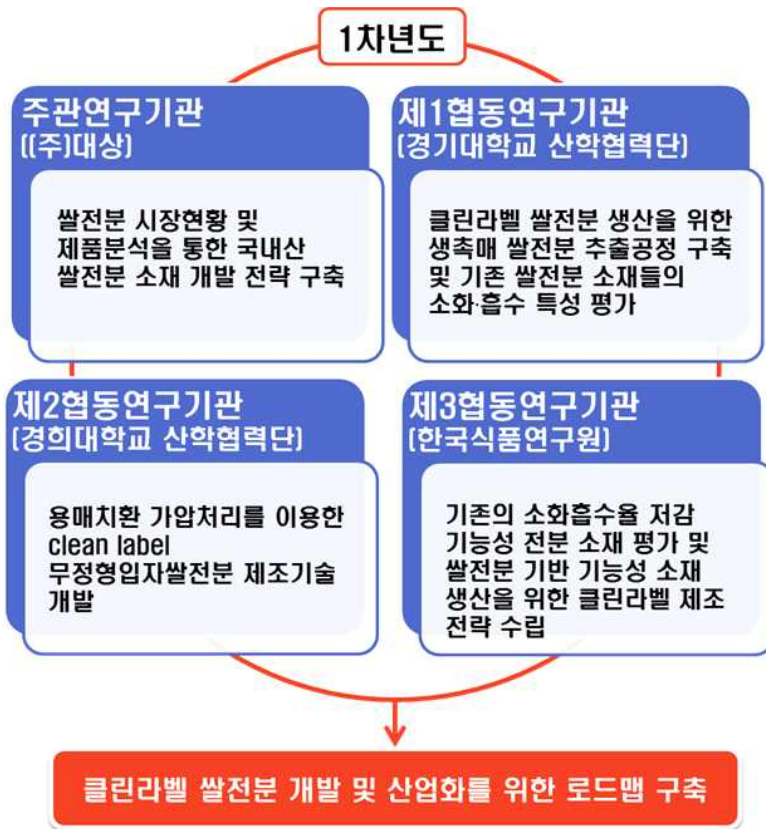 1차년도
주관연구기관
((주)대상)
쌀전분 시장현황 및
제품분석을 통한 국내산
쌀전분 소재 개발 전략 구축
제1협동연구기관
(경기대학교 산학협력단)
클린라벨 쌀전분 생산을 위한
생촉매 쌀전분 추출공정 구축
및 기존 쌀전분 소재들의
소화·흡수 특성 평가
제2협동연구기관
(경희대학교 산학협력단)
용매치환 가압처리를 이용한
clean label
무정형입자쌀전분 제조기술
개발
제3협동연구기관
(한국식품연구원)
기존의 소화흡수율 저감
기능성 전분 소재 평가 및
쌀전분 기반 기능성 소재
생산을 위한 클린라벨 제조
전략 수립
클린라벨 쌀전분 개발 및 산업화를 위한 로드맵 구축